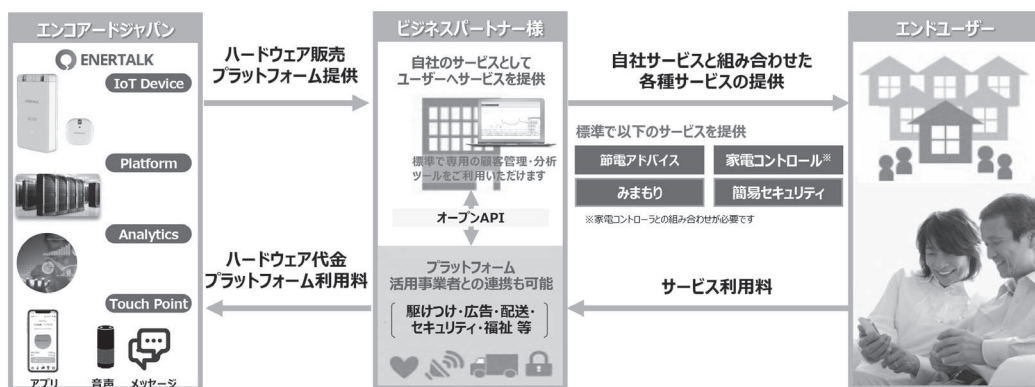 エンコアードジャパン
ENERTALK
IoT Device
Platform
Analytics
Touch Point
アプリ
音声
メッセージ
ハードウェア販売
プラットフォーム提供
ハードウェア代金
プラットフォーム利用料
ビジネスパートナー様
自社のサービスとして
ユーザーへサービスを提供
標準で専用の顧客管理・分析
ツールをご利用いただけます
オープンAPI
プラットフォーム
活用事業者との連携も可能
駆けつけ・広告・配送・
セキュリティ・福祉 等
自社サービスと組み合わせた
各種サービスの提供
標準で以下のサービスを提供
節電アドバイス
家電コントロール※
みまもり
簡易セキュリティ
※家電コントローラとの組み合わせが必要です
サービス利用料
エンドユーザー